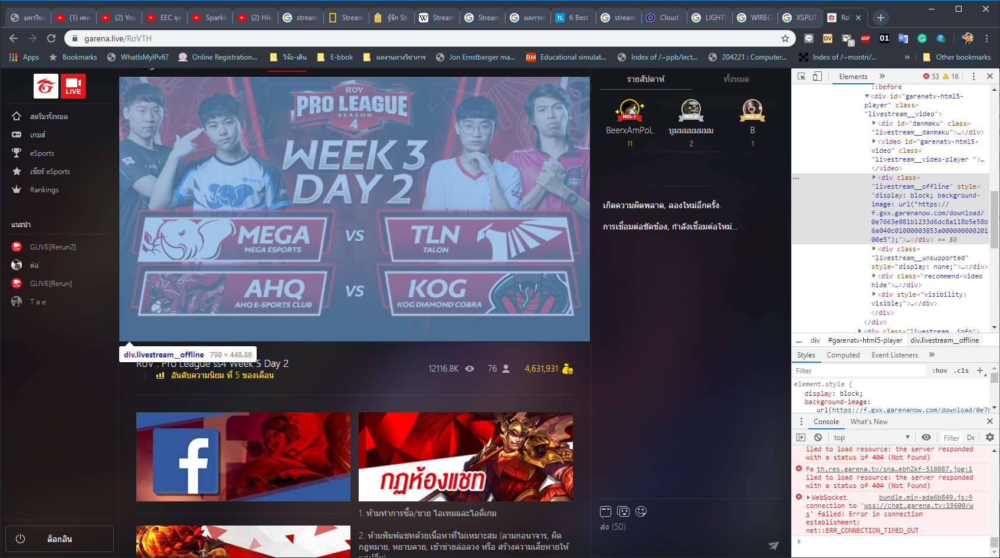 มหาวิทย
(1) เพล
(2) You
EEC จุด
Sparkle
(2) Hik
stream
Stream
รู้จัก Str
Stream
Stream
ผลการค้
6 Best
stream
Cloud
LIGHTS
WIREC
XSPLIT
RoV
garena.live/RoVTH
Apps
Bookmarks
WhatIsMyIPv6?
Online Registration...
วิจัย-เดิน
E-bbok
ผลงานทางวิชาการ
Jon Ernstberger ma...
Educational simulat...
Index of /~ppb/lect...
204221 : Computer...
Index of /~montri/...
»
Other bookmarks
LIVE
สตรีมทั้งหมด
เกมส์
eSports
เชียร์ eSports
Rankings
แนะนำ
GLIVE[Rerun2]
ต่อ`
GLIVE[Rerun]
T a e
ล็อกอิน
ROV
PRO LEAGUE
SEASON
4
WEEK 3
DAY 2
MEGA
MEGA ESPORTS
VS
TLN
TALON
AHQ
AHQ E-SPORTS CLUB
VS
KOG
KOG DIAMOND COBRA
div.livestream__offline 798 × 448.88
RoV : Pro League ss4 Week 5 Day 2
อันดับความนิยม ที่ 5 ของเดือน
12116.8K
76
4,631,931
กฎห้องแชท
1. ห้ามทำการซื้อ/ขาย ไอเทมและไอดีเกม
2. ห้ามพิมพ์แชทด้วยเนื้อหาที่ไม่เหมาะสม (ลามกอนาจาร, ผิด
กฎหมาย, หยาบคาย, เข้าข่ายล่อลวง หรือ สร้างความเสียหายให้
แก่ผู้อื่น)
รายสัปดาห์
ทั้งหมด
NO.1
NO.2
NO.3
BeerxAmPoL
บูมมมมมมมม
B
11
2
1
เกิดความผิดพลาด, ลองใหม่อีกครั้ง.
การเชื่อมต่อขัดข้อง, กำลังเชื่อมต่อใหม่...
ส่ง (50)
Elements
»
53
16
::before
<div id="garenatv-html5-
player" class=
"livestream__video">
<div id="danmaku" class=
"livestream__danmaku">…</div>
<video id="garenatv-html5-
video" class=
"livestream__video-player ">…
</video>
<div class=
"livestream__offline" style=
"display: block; background-
image: url("https://
f.gxx.garenanow.com/download/
0e7663e081b1233d6dc8a118b5e58b
6a040c01000003853a000000000201
00e5");">…</div> == $0
<div class=
"livestream__unsupported"
style="display: none;">…</div>
<div class="recommend-video
hide">…</div>
<div style="visibility:
visible;">…</div>
</div>
</div>
<div class="livestream__info">
... div #garenatv-html5-player div.livestream__offline
Styles
Computed
Event Listeners
»
Filter
:hov .cls
element.style {
display: block;
background-image:
url(https://f.gxx.garenanow.com/download/0e76
Console
What's New
top
Filter
De
iled to load resource: the server responded
with a status of 404 (Not Found)
Fa th.res.garena.tv/sna…ebhZkf-518887.jpg:1
iled to load resource: the server responded
with a status of 404 (Not Found)
WebSocket bundle.min-ada6b849.js:9
connection to 'wss://chat.garena.tv:19600/w
s' failed: Error in connection
establishment:
net::ERR_CONNECTION_TIMED_OUT